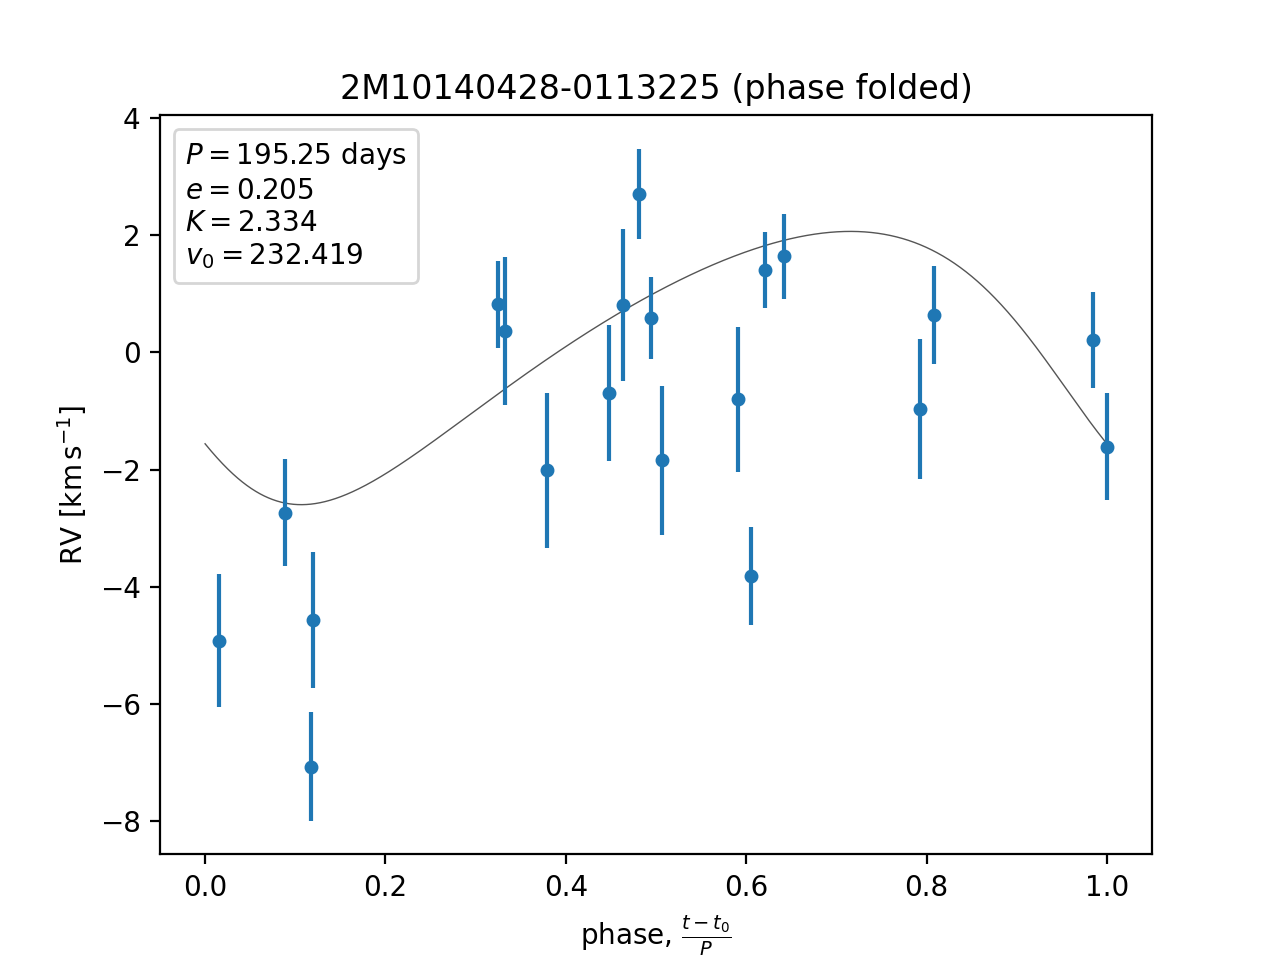 2M10140428-0113225 (phase folded)
P = 195.25 days
e = 0.205
K = 2.334
v₀ = 232.419
4
2
0
−2
−4
−6
−8
RV [km s⁻¹]
0.0 0.2 0.4 0.6 0.8 1.0
phase, (t − t₀)/P